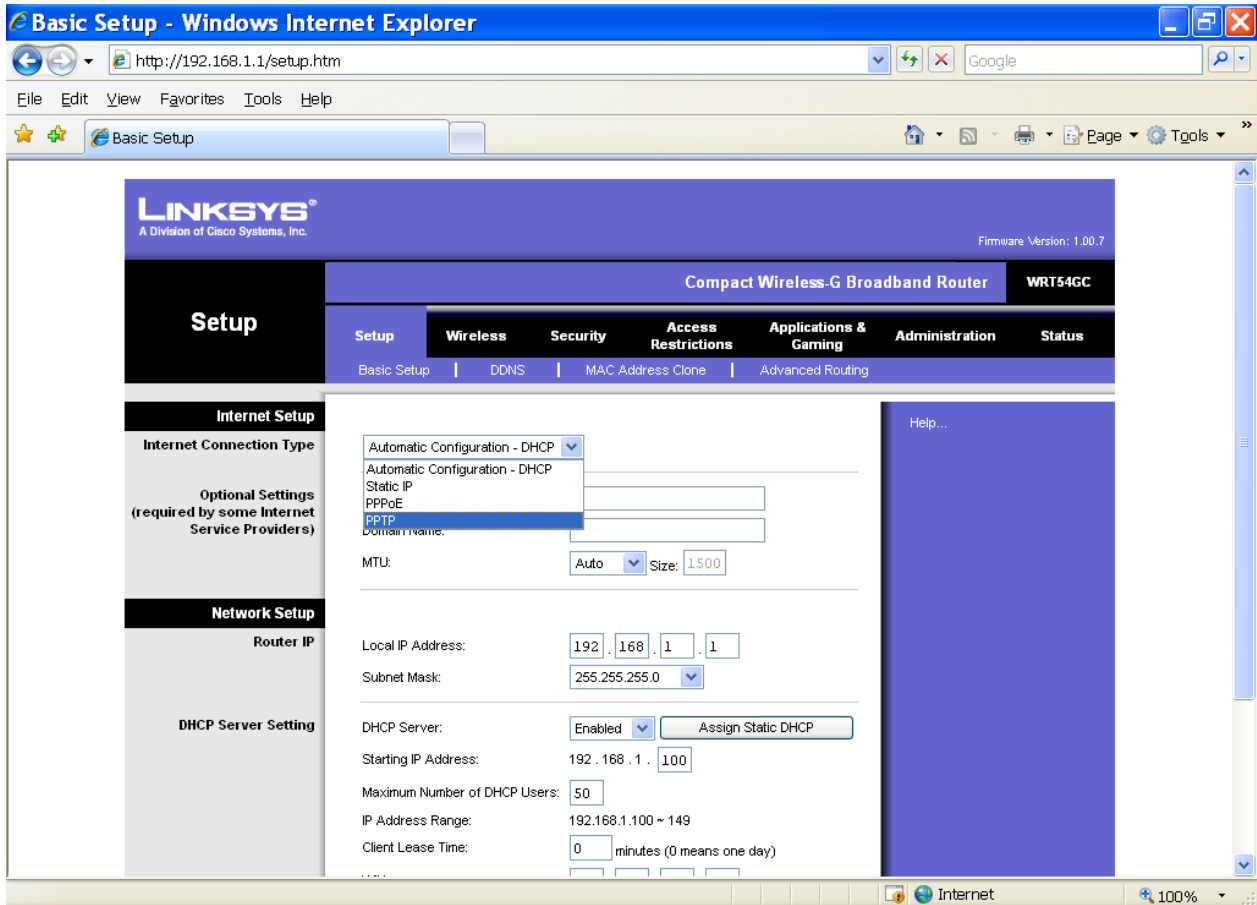 Basic Setup - Windows Internet Explorer
http://192.168.1.1/setup.htm
Google
File Edit View Favorites Tools Help
Basic Setup
Page Tools »
LINKSYS®
A Division of Cisco Systems, Inc.
Firmware Version: 1.00.7
Compact Wireless-G Broadband Router WRT54GC
Setup
Setup Wireless Security Access Restrictions Applications & Gaming Administration Status
Basic Setup | DDNS | MAC Address Clone | Advanced Routing
Internet Setup
Help...
Internet Connection Type
Automatic Configuration - DHCP
Automatic Configuration - DHCP
Static IP
PPPoE
PPTP
Optional Settings
(required by some Internet
Service Providers)
Domain Name:
MTU: Auto Size: 1500
Network Setup
Router IP
Local IP Address: 192 . 168 . 1 . 1
Subnet Mask: 255.255.255.0
DHCP Server Setting
DHCP Server: Enabled Assign Static DHCP
Starting IP Address: 192 . 168 . 1 . 100
Maximum Number of DHCP Users: 50
IP Address Range: 192.168.1.100 ~ 149
Client Lease Time: 0 minutes (0 means one day)
Internet 100%